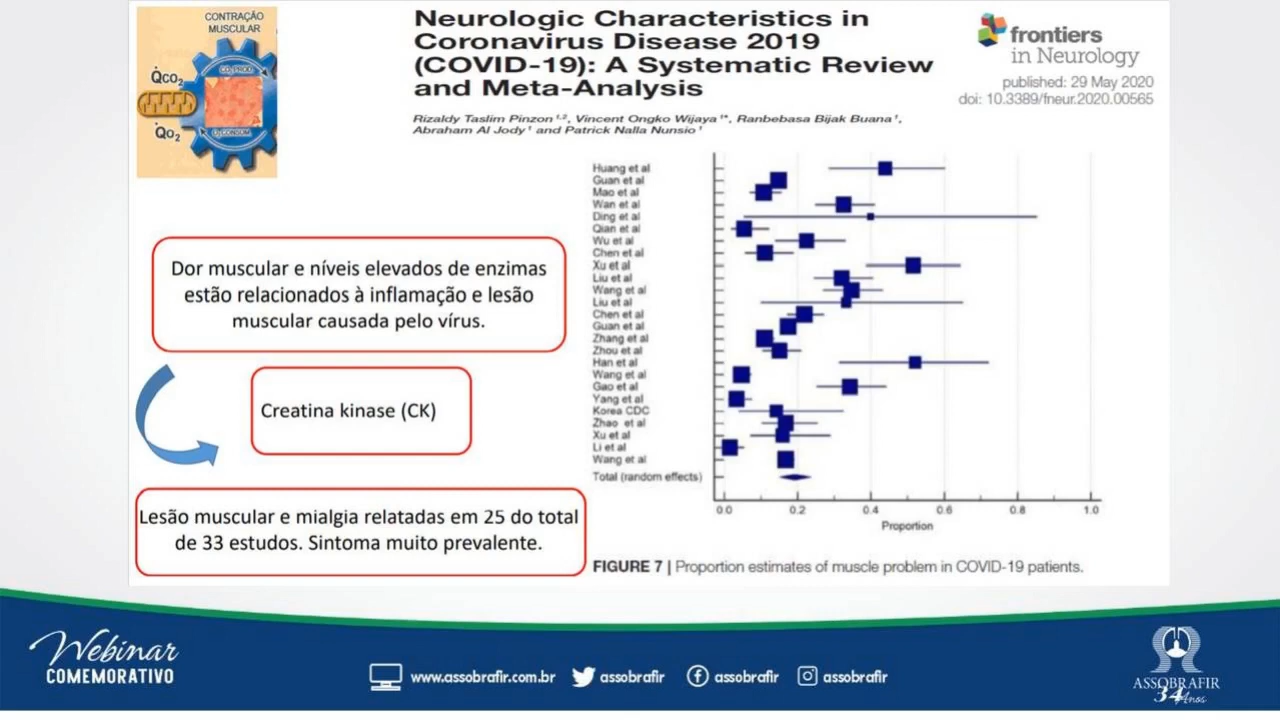 CONTRAÇÃO
MUSCULAR
CO₂ PROD.
Q̇CO₂
Q̇O₂
O₂ CONSUM.
Neurologic Characteristics in
Coronavirus Disease 2019
(COVID-19): A Systematic Review
and Meta-Analysis
Rizaldy Taslim Pinzon ¹,², Vincent Ongko Wijaya ¹*, Ranbebasa Bijak Buana ¹,
Abraham Al Jody ¹ and Patrick Nalla Nunsio ¹
frontiers
in Neurology
published: 29 May 2020
doi: 10.3389/fneur.2020.00565
Dor muscular e níveis elevados de enzimas
estão relacionados à inflamação e lesão
muscular causada pelo vírus.
Creatina kinase (CK)
Lesão muscular e mialgia relatadas em 25 do total
de 33 estudos. Sintoma muito prevalente.
Huang et al
Guan et al
Mao et al
Wan et al
Ding et al
Qian et al
Wu et al
Chen et al
Xu et al
Liu et al
Wang et al
Liu et al
Chen et al
Guan et al
Zhang et al
Zhou et al
Han et al
Wang et al
Gao et al
Yang et al
Korea CDC
Zhao et al
Xu et al
Li et al
Wang et al
Total (random effects)
0.0 0.2 0.4 0.6 0.8 1.0
Proportion
FIGURE 7 | Proportion estimates of muscle problem in COVID-19 patients.
Webinar
COMEMORATIVO
www.assobrafir.com.br assobrafir assobrafir assobrafir
ASSOBRAFIR
34 Anos